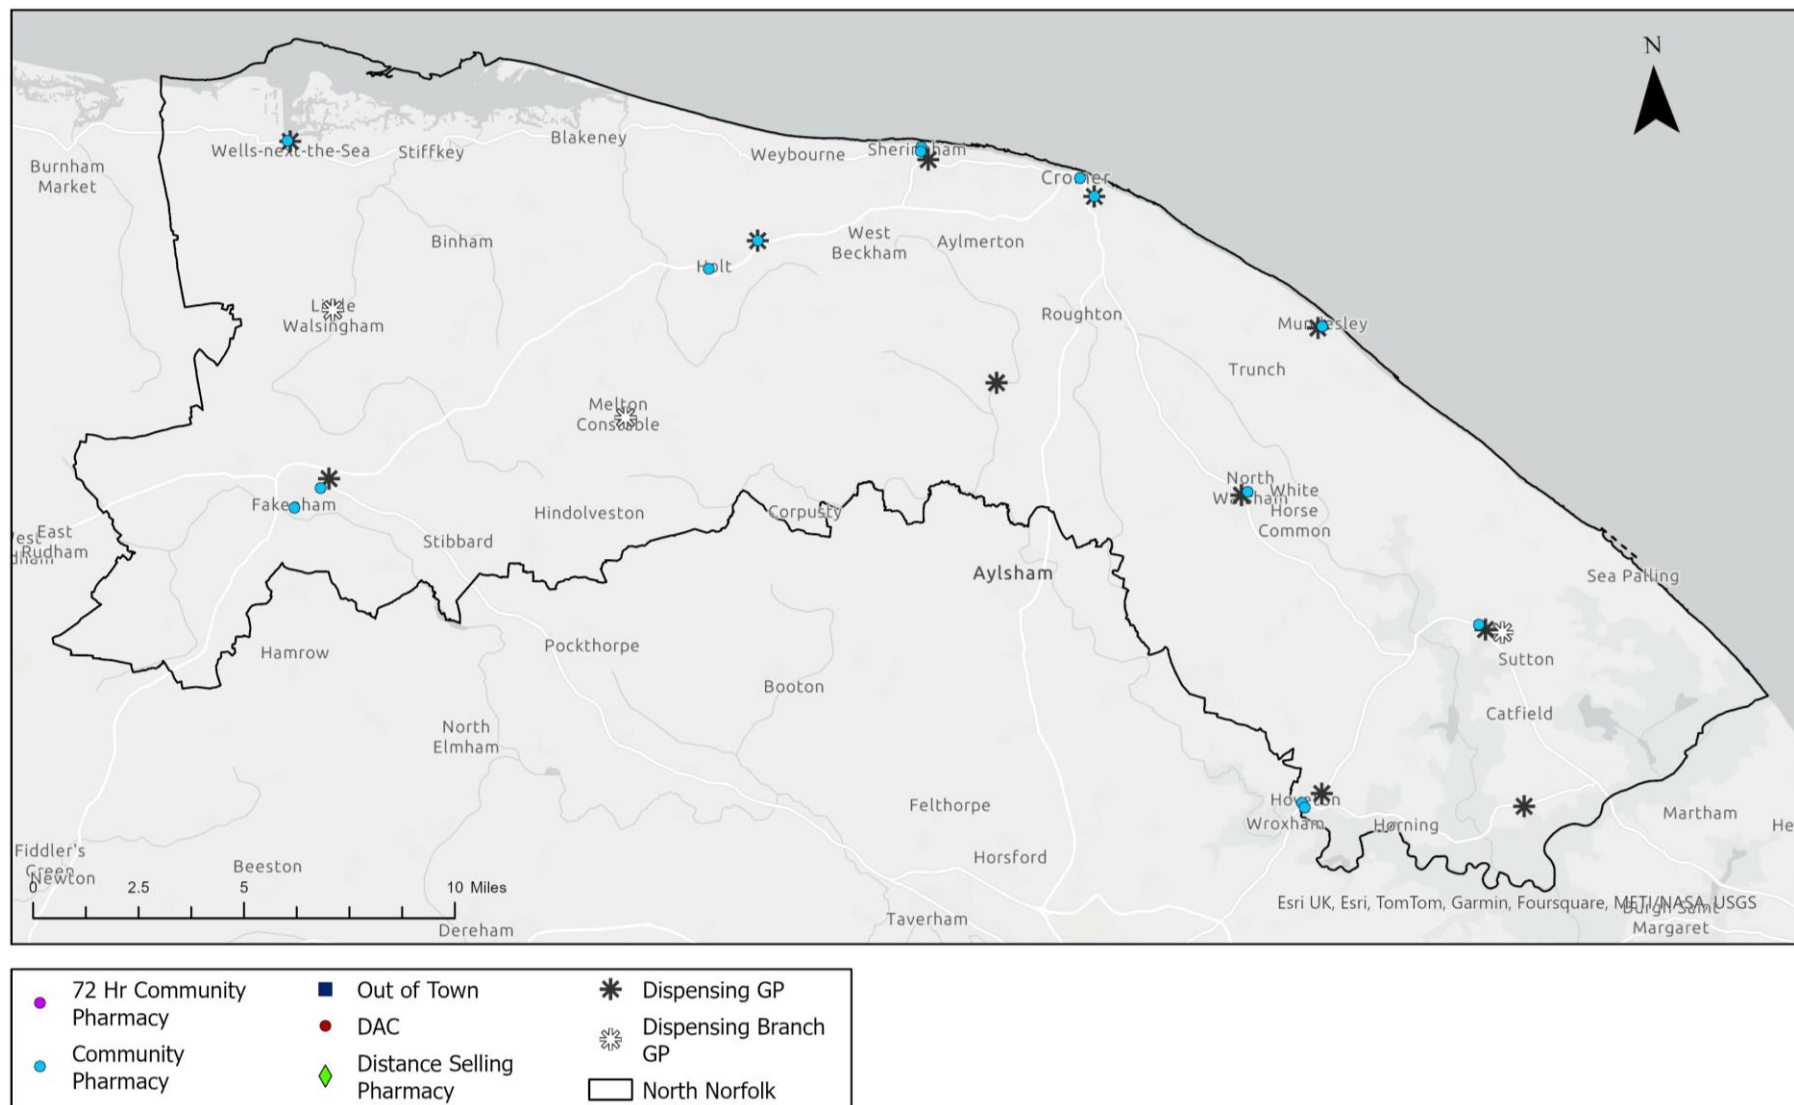 N
Burnham
Market
Wells-next-the-Sea
Stiffkey
Blakeney
Weybourne
Sheringham
Cromer
Binham
West
Beckham
Aylmerton
Holt
Little
Walsingham
Roughton
Mundesley
Trunch
Melton
Constable
North
Walsham
White
Horse
Common
Fakenham
Hindolveston
Corpusty
East
Rudham
Stibbard
Aylsham
Sea Palling
Hamrow
Pockthorpe
Sutton
Booton
Catfield
North
Elmham
Felthorpe
Hoveton
Wroxham
Horning
Martham
He
Fiddler's
Green
Newton
Beeston
Horsford
0 2.5 5 10 Miles
Dereham
Taverham
Esri UK, Esri, TomTom, Garmin, Foursquare, METI/NASA, USGS
Burgh Saint
Margaret
72 Hr Community
Pharmacy
Community
Pharmacy
Out of Town
DAC
Distance Selling
Pharmacy
Dispensing GP
Dispensing Branch
GP
North Norfolk